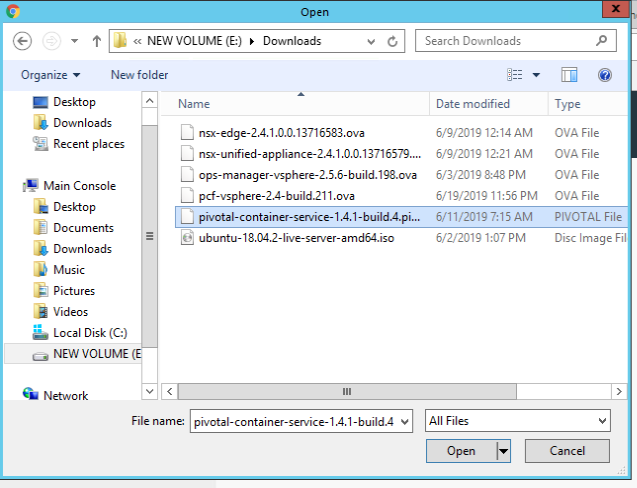 Open
« NEW VOLUME (E:) ▸ Downloads
Search Downloads
Organize
New folder
Desktop
Downloads
Recent places
Main Console
Desktop
Documents
Downloads
Music
Pictures
Videos
Local Disk (C:)
NEW VOLUME (E
Network
Name Date modified Type
nsx-edge-2.4.1.0.0.13716583.ova 6/9/2019 12:14 AM OVA File
nsx-unified-appliance-2.4.1.0.0.13716579.... 6/9/2019 12:21 AM OVA File
ops-manager-vsphere-2.5.6-build.198.ova 6/3/2019 8:48 PM OVA File
pcf-vsphere-2.4-build.211.ova 6/19/2019 11:56 PM OVA File
pivotal-container-service-1.4.1-build.4.pi... 6/11/2019 7:15 AM PIVOTAL File
ubuntu-18.04.2-live-server-amd64.iso 6/2/2019 1:07 PM Disc Image Fil
File name: pivotal-container-service-1.4.1-build.4 All Files
Open Cancel